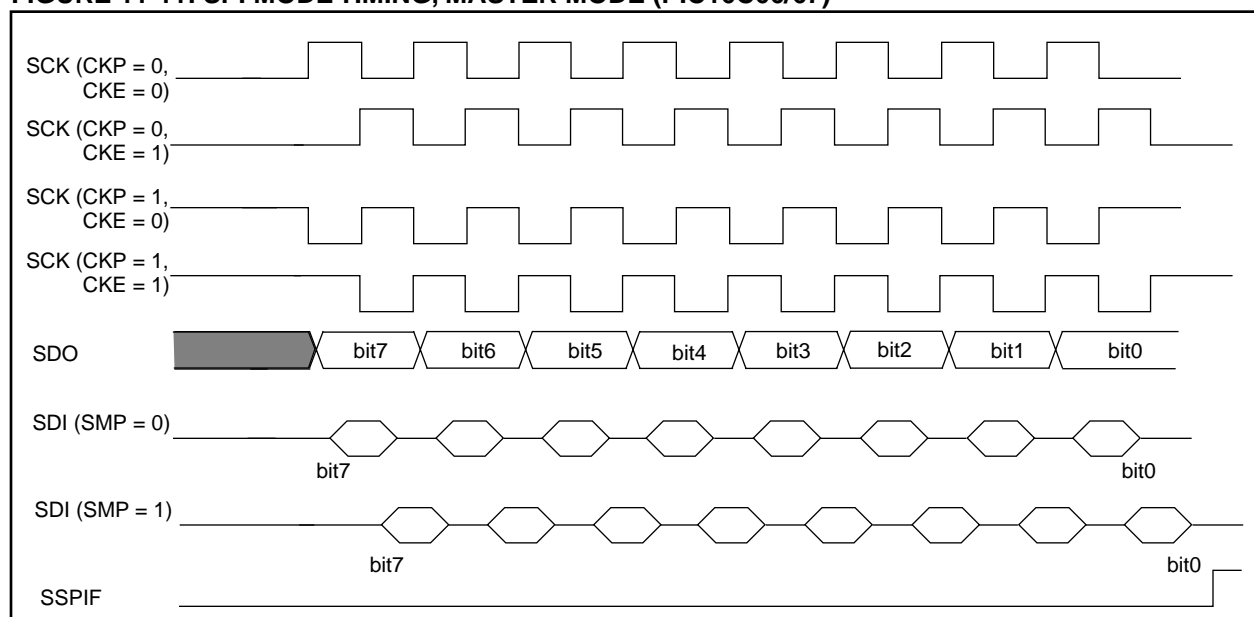 SCK (CKP = 0,
CKE = 0)
SCK (CKP = 0,
CKE = 1)
SCK (CKP = 1,
CKE = 0)
SCK (CKP = 1,
CKE = 1)
SDO bit7 bit6 bit5 bit4 bit3 bit2 bit1 bit0
SDI (SMP = 0)
bit7 bit0
SDI (SMP = 1)
bit7 bit0
SSPIF